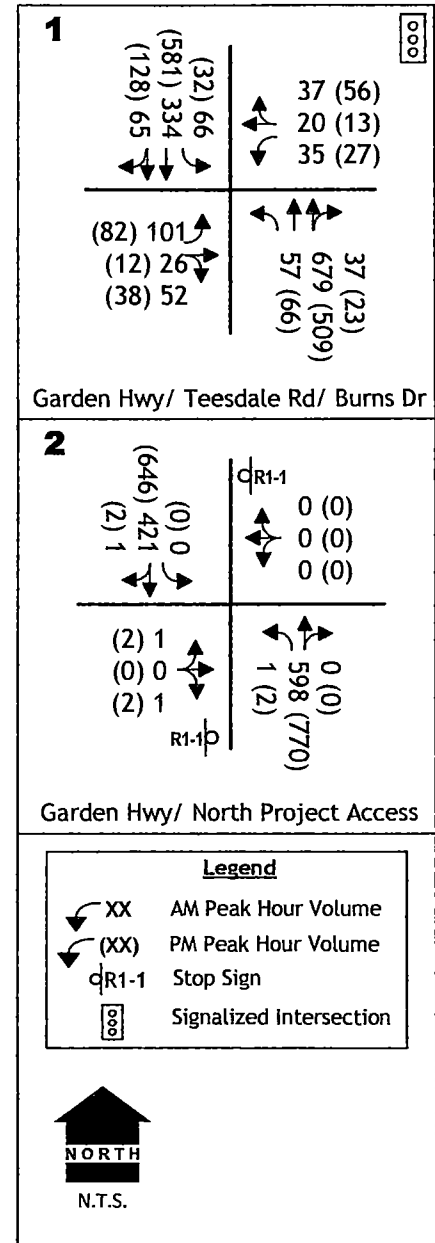 1
(128) 65
(581) 334
(32) 66
37 (56)
20 (13)
35 (27)
(82) 101
(12) 26
(38) 52
57 (66)
679 (509)
37 (23)
Garden Hwy/ Teesdale Rd/ Burns Dr
2
(2) 1
(646) 421
(0) 0
R1-1
0 (0)
0 (0)
0 (0)
(2) 1
(0) 0
(2) 1
R1-1
1 (2)
598 (770)
0 (0)
Garden Hwy/ North Project Access
Legend
XX AM Peak Hour Volume
(XX) PM Peak Hour Volume
R1-1 Stop Sign
Signalized intersection
NORTH
N.T.S.